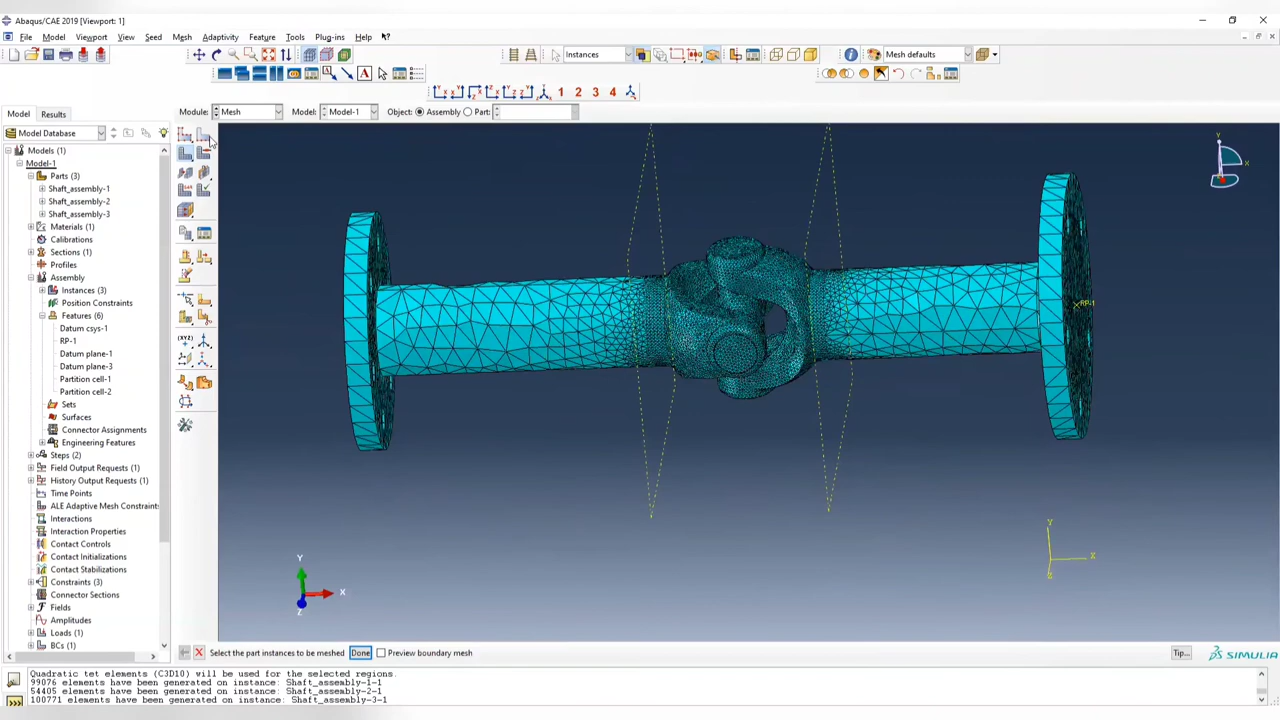 Abaqus/CAE 2019 [Viewport: 1]
File Model Viewport View Seed Mesh Adaptivity Feature Tools Plug-ins Help
Instances
Mesh defaults
1 2 3 4
Model Results
Module: Mesh Model: Model-1 Object: Assembly Part:
Model Database
Models (1)
Model-1
Parts (3)
Shaft_assembly-1
Shaft_assembly-2
Shaft_assembly-3
Materials (1)
Calibrations
Sections (1)
Profiles
Assembly
Instances (3)
Position Constraints
Features (6)
Datum csys-1
RP-1
Datum plane-1
Datum plane-3
Partition cell-1
Partition cell-2
Sets
Surfaces
Connector Assignments
Engineering Features
Steps (2)
Field Output Requests (1)
History Output Requests (1)
Time Points
ALE Adaptive Mesh Constraints
Interactions
Interaction Properties
Contact Controls
Contact Initializations
Contact Stabilizations
Constraints (3)
Connector Sections
Fields
Amplitudes
Loads (1)
BCs (1)
Y
X
RP-1
Y
X
Z
Y
X
Z
Select the part instances to be meshed Done Preview boundary mesh
Tip...
SIMULIA
Quadratic tet elements (C3D10) will be used for the selected regions.
99076 elements have been generated on instance: Shaft_assembly-1-1
54405 elements have been generated on instance: Shaft_assembly-2-1
100771 elements have been generated on instance: Shaft_assembly-3-1